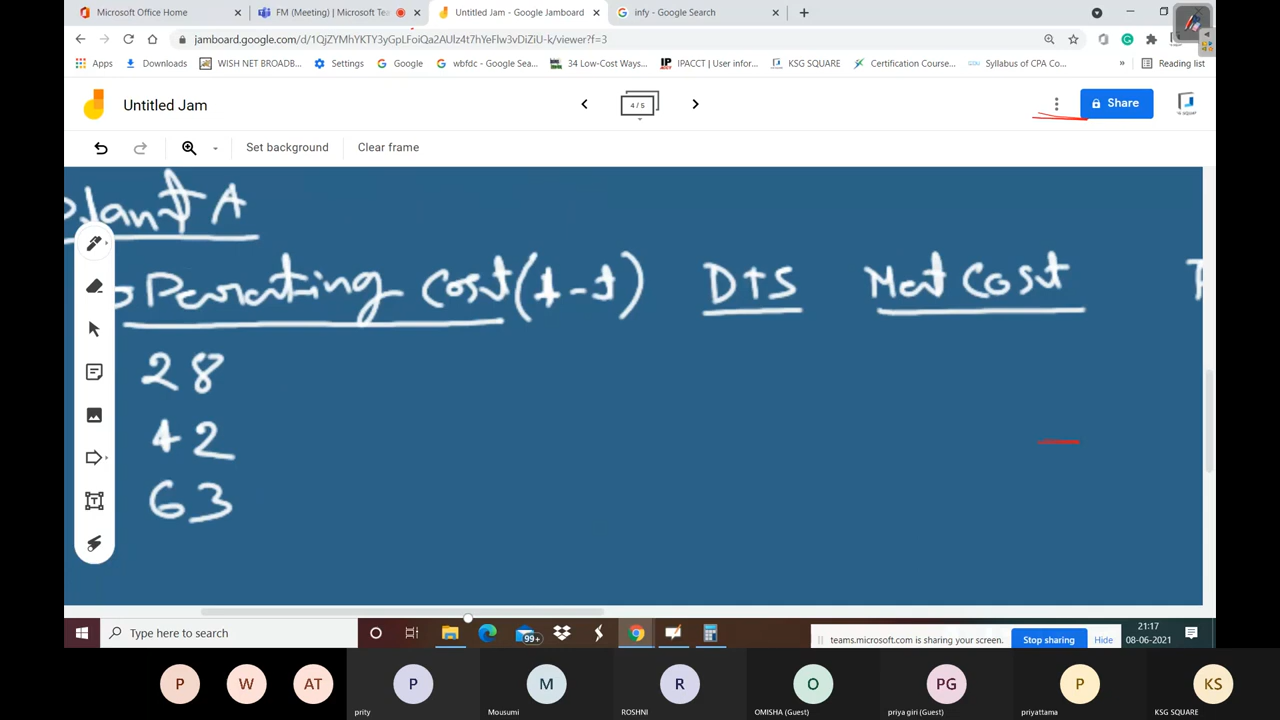 Microsoft Office Home
FM (Meeting) | Microsoft Tea
Untitled Jam - Google Jamboard
infy - Google Search
jamboard.google.com/d/1QjZYMhYKTY3yGpLFoiQa2AUlz4t7hYeFlw3vDiZiU-k/viewer?f=3
Apps
Downloads
WISH NET BROADB...
Settings
Google
wbfdc - Google Sea...
34 Low-Cost Ways...
IPACCT | User infor...
KSG SQUARE
Certification Course...
Syllabus of CPA Co...
»
Reading list
Untitled Jam
4 / 5
Share
Set background
Clear frame
Plant A
Operating Cost (1-t)
DTS
Net Cost
28
42
63
Type here to search
99+
teams.microsoft.com is sharing your screen.
Stop sharing
Hide
21:17
08-06-2021
P
W
AT
P
M
R
O
PG
P
KS
prity
Mousumi
ROSHNI
OMISHA (Guest)
priya giri (Guest)
priyattama
KSG SQUARE